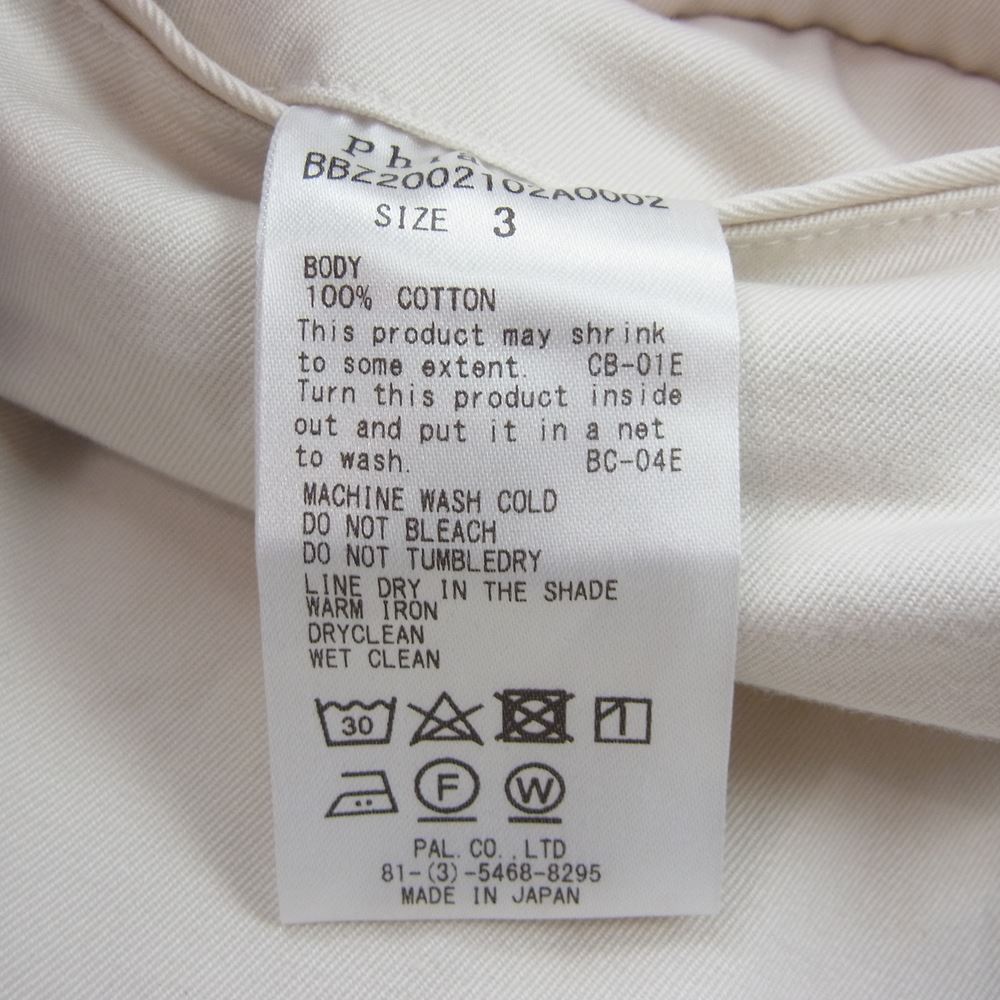 BBZ2002102A0002
SIZE 3
BODY
100% COTTON
This product may shrink
to some extent. CB-01E
Turn this product inside
out and put it in a net
to wash. BC-04E
MACHINE WASH COLD
DO NOT BLEACH
DO NOT TUMBLEDRY
LINE DRY IN THE SHADE
WARM IRON
DRYCLEAN
WET CLEAN
30
F W
PAL. CO.,LTD
81-(3)-5468-8295
MADE IN JAPAN